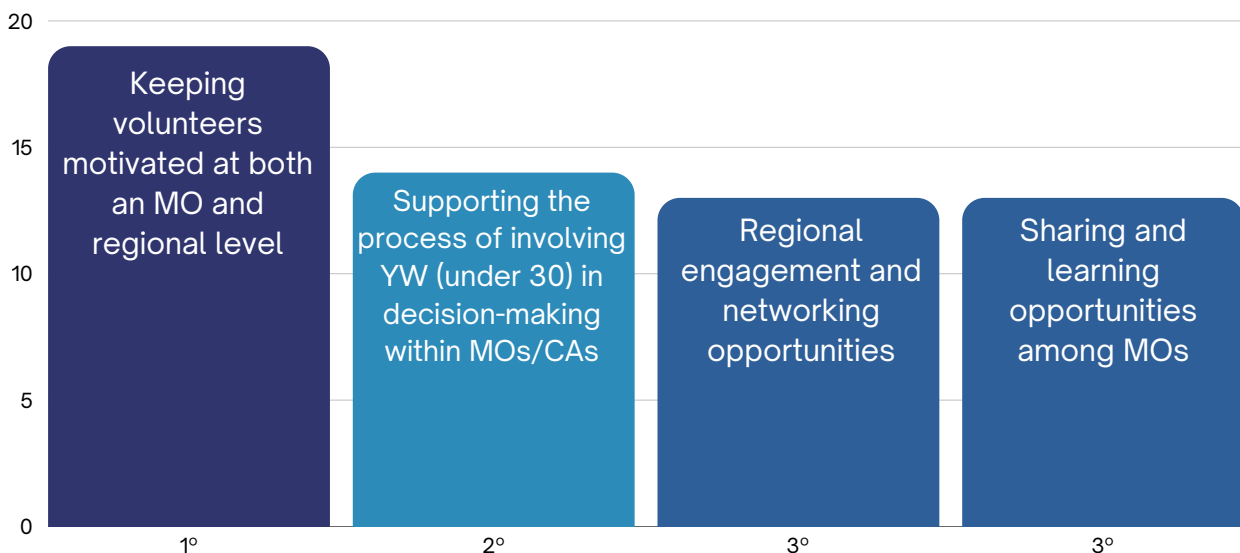 20
15
10
5
0
Keeping
volunteers
motivated at both
an MO and
regional level
Supporting the
process of involving
YW (under 30) in
decision-making
within MOs/CAs
Regional
engagement and
networking
opportunities
Sharing and
learning
opportunities
among MOs
1º
2º
3º
3º